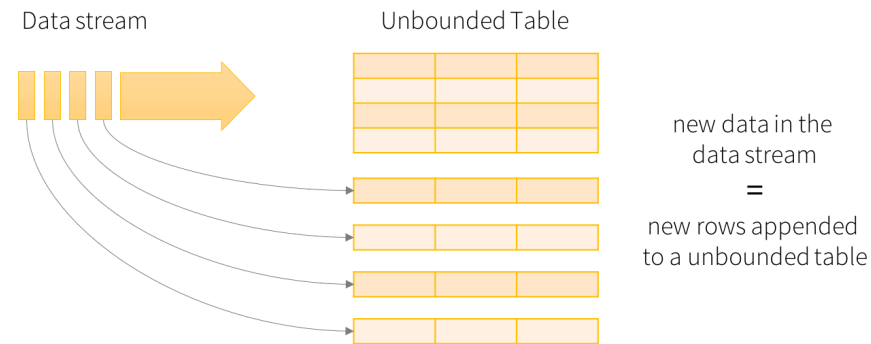 Data stream
Unbounded Table
new data in the
data stream
=
new rows appended
to a unbounded table